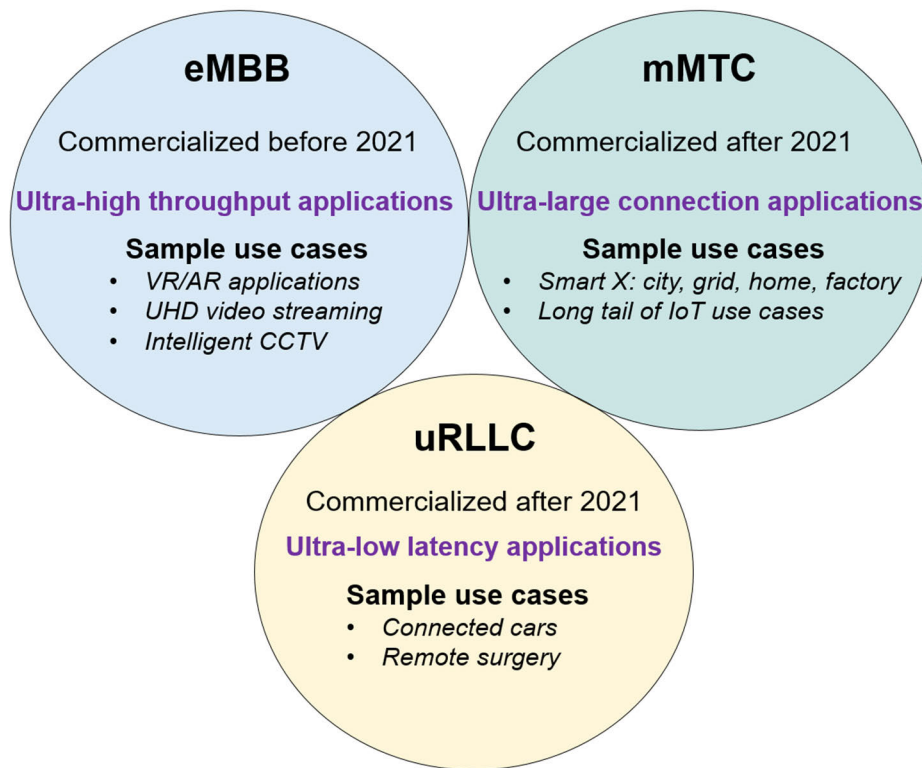 eMBB
Commercialized before 2021
Ultra-high throughput applications
Sample use cases
• VR/AR applications
• UHD video streaming
• Intelligent CCTV
mMTC
Commercialized after 2021
Ultra-large connection applications
Sample use cases
• Smart X: city, grid, home, factory
• Long tail of IoT use cases
uRLLC
Commercialized after 2021
Ultra-low latency applications
Sample use cases
• Connected cars
• Remote surgery